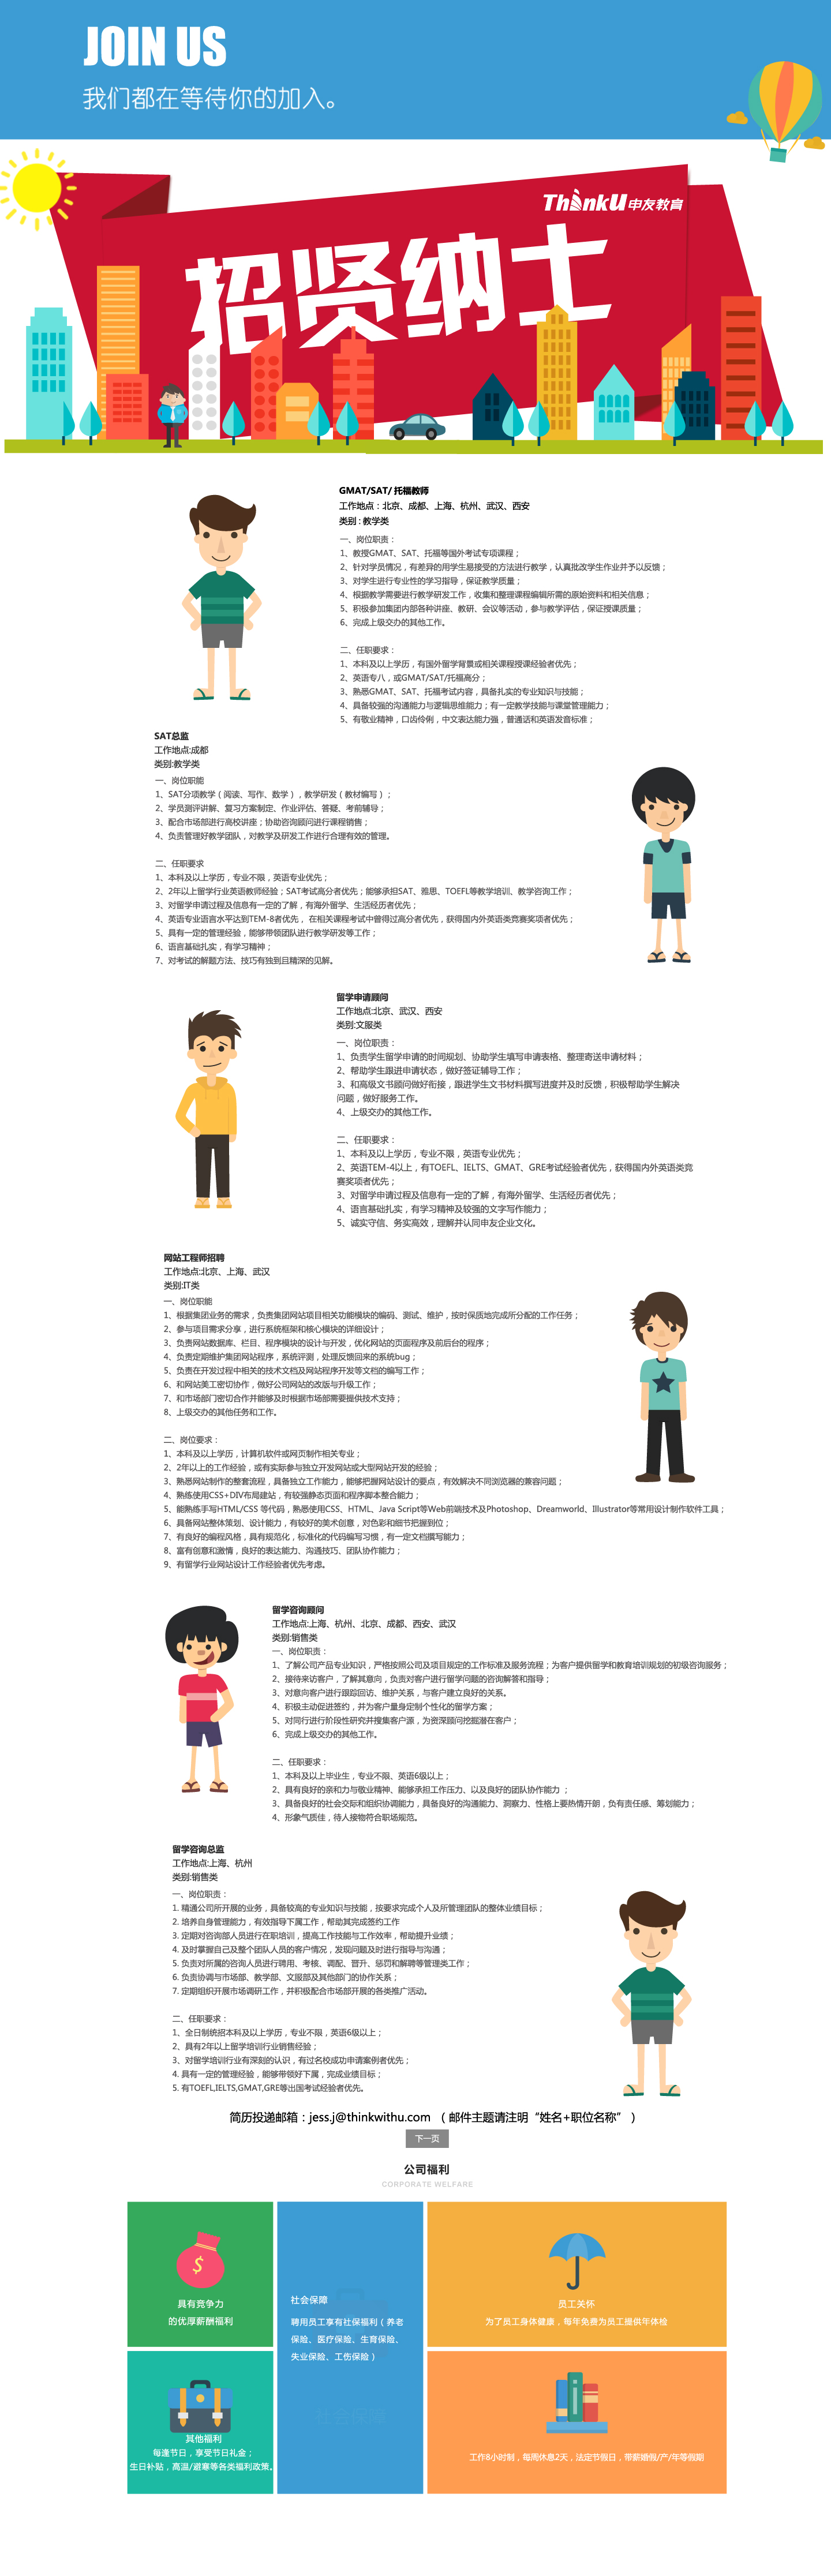 JOIN US
我们都在等待你的加入。
ThinkU 申友教育
招贤纳士
GMAT/SAT/ 托福教师
工作地点：北京、成都、上海、杭州、武汉、西安
类别 : 教学类
一、岗位职责：
1、教授GMAT、SAT、托福等国外考试专项课程；
2、针对学员情况，有差异的用学生易接受的方法进行教学，认真批改学生作业并予以反馈；
3、对学生进行专业性的学习指导，保证教学质量；
4、根据教学需要进行教学研发工作，收集和整理课程编辑所需的原始资料和相关信息；
5、积极参加集团内部各种讲座、教研、会议等活动，参与教学评估，保证授课质量；
6、完成上级交办的其他工作。
二、任职要求：
1、本科及以上学历，有国外留学背景或相关课程授课经验者优先；
2、英语专八，或GMAT/SAT/托福高分；
3、熟悉GMAT、SAT、托福考试内容，具备扎实的专业知识与技能；
4、具备较强的沟通能力与逻辑思维能力；有一定教学技能与课堂管理能力；
5、有敬业精神，口齿伶俐，中文表达能力强，普通话和英语发音标准；
SAT总监
工作地点:成都
类别:教学类
一、岗位职能
1、SAT分项教学（阅读、写作、数学），教学研发（教材编写）；
2、学员测评讲解、复习方案制定、作业评估、答疑、考前辅导；
3、配合市场部进行高校讲座；协助咨询顾问进行课程销售；
4、负责管理好教学团队，对教学及研发工作进行合理有效的管理。
二、任职要求
1、本科及以上学历，专业不限，英语专业优先；
2、2年以上留学行业英语教师经验；SAT考试高分者优先；能够承担SAT、雅思、TOEFL等教学培训、教学咨询工作；
3、对留学申请过程及信息有一定的了解，有海外留学、生活经历者优先；
4、英语专业语言水平达到TEM-8者优先， 在相关课程考试中曾得过高分者优先，获得国内外英语类竞赛奖项者优先；
5、具有一定的管理经验，能够带领团队进行教学研发等工作；
6、语言基础扎实，有学习精神；
7、对考试的解题方法、技巧有独到且精深的见解。
留学申请顾问
工作地点:北京、武汉、西安
类别:文服类
一、岗位职责：
1、负责学生留学申请的时间规划、协助学生填写申请表格、整理寄送申请材料；
2、帮助学生跟进申请状态，做好签证辅导工作；
3、和高级文书顾问做好衔接，跟进学生文书材料撰写进度并及时反馈，积极帮助学生解决
问题，做好服务工作。
4、上级交办的其他工作。
二、任职要求：
1、本科及以上学历，专业不限，英语专业优先；
2、英语TEM-4以上，有TOEFL、IELTS、GMAT、GRE考试经验者优先，获得国内外英语类竞
赛奖项者优先；
3、对留学申请过程及信息有一定的了解，有海外留学、生活经历者优先；
4、语言基础扎实，有学习精神及较强的文字写作能力；
5、诚实守信、务实高效，理解并认同申友企业文化。
网站工程师招聘
工作地点:北京、上海、武汉
类别:IT类
一、岗位职能
1、根据集团业务的需求，负责集团网站项目相关功能模块的编码、测试、维护，按时保质地完成所分配的工作任务；
2、参与项目需求分享，进行系统框架和核心模块的详细设计；
3、负责网站数据库、栏目、程序模块的设计与开发，优化网站的页面程序及前后台的程序；
4、负责定期维护集团网站程序，系统评测，处理反馈回来的系统bug；
5、负责在开发过程中相关的技术文档及网站程序开发等文档的编写工作；
6、和网站美工密切协作，做好公司网站的改版与升级工作；
7、和市场部门密切合作并能够及时根据市场部需要提供技术支持；
8、上级交办的其他任务和工作。
二、岗位要求：
1、本科及以上学历，计算机软件或网页制作相关专业；
2、2年以上的工作经验，或有实际参与独立开发网站或大型网站开发的经验；
3、熟悉网站制作的整套流程，具备独立工作能力，能够把握网站设计的要点，有效解决不同浏览器的兼容问题；
4、熟练使用CSS+DIV布局建站，有较强静态页面和程序脚本整合能力；
5、能熟练手写HTML/CSS 等代码，熟悉使用CSS、HTML、Java Script等Web前端技术及Photoshop、Dreamworld、Illustrator等常用设计制作软件工具；
6、具备网站整体策划、设计能力，有较好的美术创意，对色彩和细节把握到位；
7、有良好的编程风格，具有规范化，标准化的代码编写习惯，有一定文档撰写能力；
8、富有创意和激情，良好的表达能力、沟通技巧、团队协作能力；
9、有留学行业网站设计工作经验者优先考虑。
留学咨询顾问
工作地点:上海、杭州、北京、成都、西安、武汉
类别:销售类
一、岗位职责：
1、了解公司产品专业知识，严格按照公司及项目规定的工作标准及服务流程；为客户提供留学和教育培训规划的初级咨询服务；
2、接待来访客户，了解其意向，负责对客户进行留学问题的咨询解答和指导；
3、对意向客户进行跟踪回访、维护关系，与客户建立良好的关系。
4、积极主动促进签约，并为客户量身定制个性化的留学方案；
5、对同行进行阶段性研究并搜集客户源，为资深顾问挖掘潜在客户；
6、完成上级交办的其他工作。
二、任职要求：
1、本科及以上毕业生，专业不限、英语6级以上；
2、具有良好的亲和力与敬业精神、能够承担工作压力、以及良好的团队协作能力 ；
3、具备良好的社会交际和组织协调能力，具备良好的沟通能力、洞察力、性格上要热情开朗，负有责任感、筹划能力；
4、形象气质佳，待人接物符合职场规范。
留学咨询总监
工作地点:上海、杭州
类别:销售类
一、岗位职责：
1. 精通公司所开展的业务，具备较高的专业知识与技能，按要求完成个人及所管理团队的整体业绩目标；
2. 培养自身管理能力，有效指导下属工作，帮助其完成签约工作
3. 定期对咨询部人员进行在职培训，提高工作技能与工作效率，帮助提升业绩；
4. 及时掌握自己及整个团队人员的客户情况，发现问题及时进行指导与沟通；
5. 负责对所属的咨询人员进行聘用、考核、调配、晋升、惩罚和解聘等管理类工作；
6. 负责协调与市场部、教学部、文服部及其他部门的协作关系；
7. 定期组织开展市场调研工作，并积极配合市场部开展的各类推广活动。
二、任职要求：
1、全日制统招本科及以上学历，专业不限，英语6级以上；
2、具有2年以上留学培训行业销售经验；
3、对留学培训行业有深刻的认识，有过名校成功申请案例者优先；
4. 具有一定的管理经验，能够带领好下属，完成业绩目标；
5. 有TOEFL,IELTS,GMAT,GRE等出国考试经验者优先。
简历投递邮箱：jess.j@thinkwithu.com （ 邮件主题请注明“姓名+职位名称” ）
下一页
公司福利
CORPORATE WELFARE
具有竞争力
的优厚薪酬福利
社会保障
聘用员工享有社保福利（养老
保险、医疗保险、生育保险、
失业保险、工伤保险）
社会保障
员工关怀
为了员工身体健康，每年免费为员工提供年体检
其他福利
每逢节日，享受节日礼金；
生日补贴，高温/避寒等各类福利政策。
工作8小时制，每周休息2天，法定节假日，带薪婚假/产/年等假期